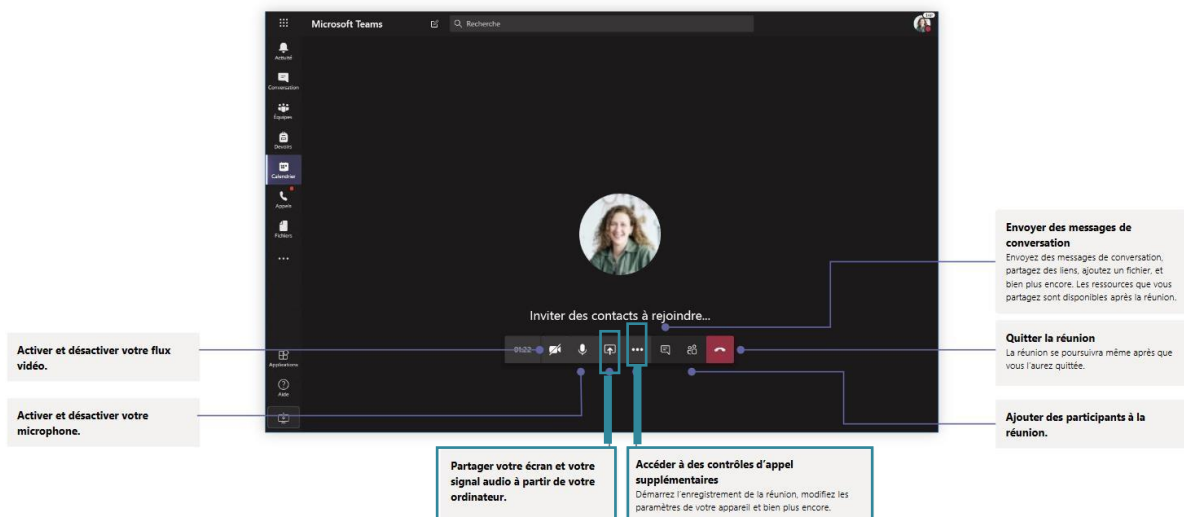 Microsoft Teams
Recherche
Activité
Conversation
Équipes
Devoirs
Calendrier
Appels
Fichiers
Applications
Aide
Inviter des contacts à rejoindre...
01:22
Activer et désactiver votre flux
vidéo.
Activer et désactiver votre
microphone.
Partager votre écran et votre
signal audio à partir de votre
ordinateur.
Accéder à des contrôles d'appel
supplémentaires
Démarrez l'enregistrement de la réunion, modifiez les
paramètres de votre appareil et bien plus encore.
Envoyer des messages de
conversation
Envoyez des messages de conversation,
partagez des liens, ajoutez un fichier, et
bien plus encore. Les ressources que vous
partagez sont disponibles après la réunion.
Quitter la réunion
La réunion se poursuivra même après que
vous l'aurez quittée.
Ajouter des participants à la
réunion.